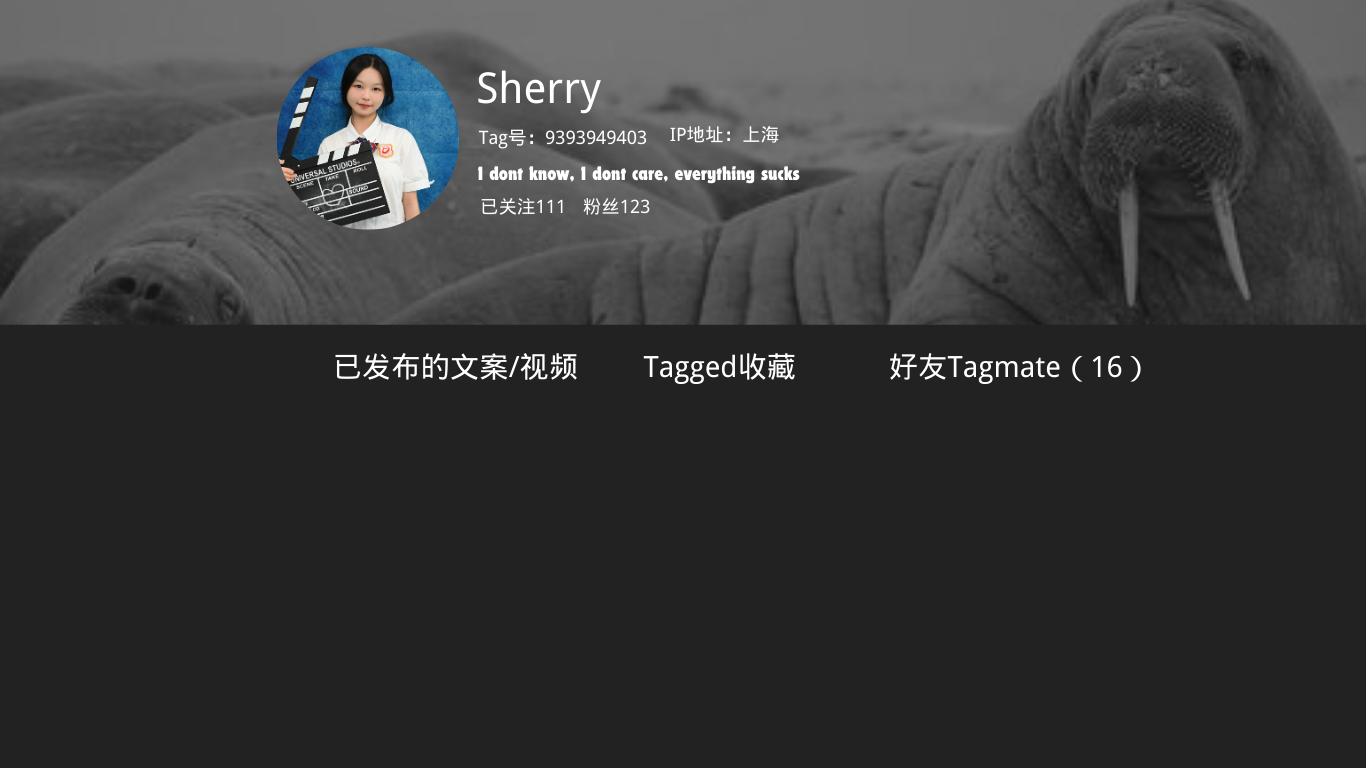 Sherry
Tag号：9393949403 IP地址：上海
I dont know, I dont care, everything sucks
已关注111 粉丝123
UNIVERSAL STUDIOS
SCENE TAKE ROLL
SOUND
已发布的文案/视频 Tagged收藏 好友Tagmate（16）